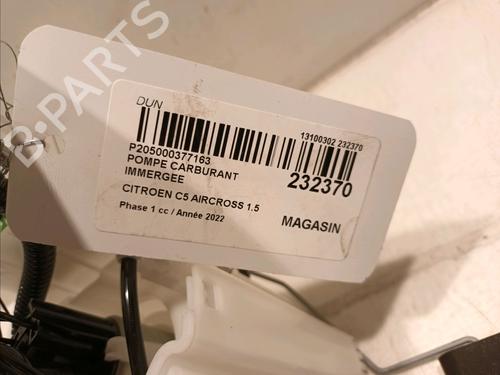 DUN
13100302 232370
P205000377163
POMPE CARBURANT
IMMERGEE
232370
CITROEN C5 AIRCROSS 1.5
Phase 1 cc / Année 2022
MAGASIN
B-PARTS